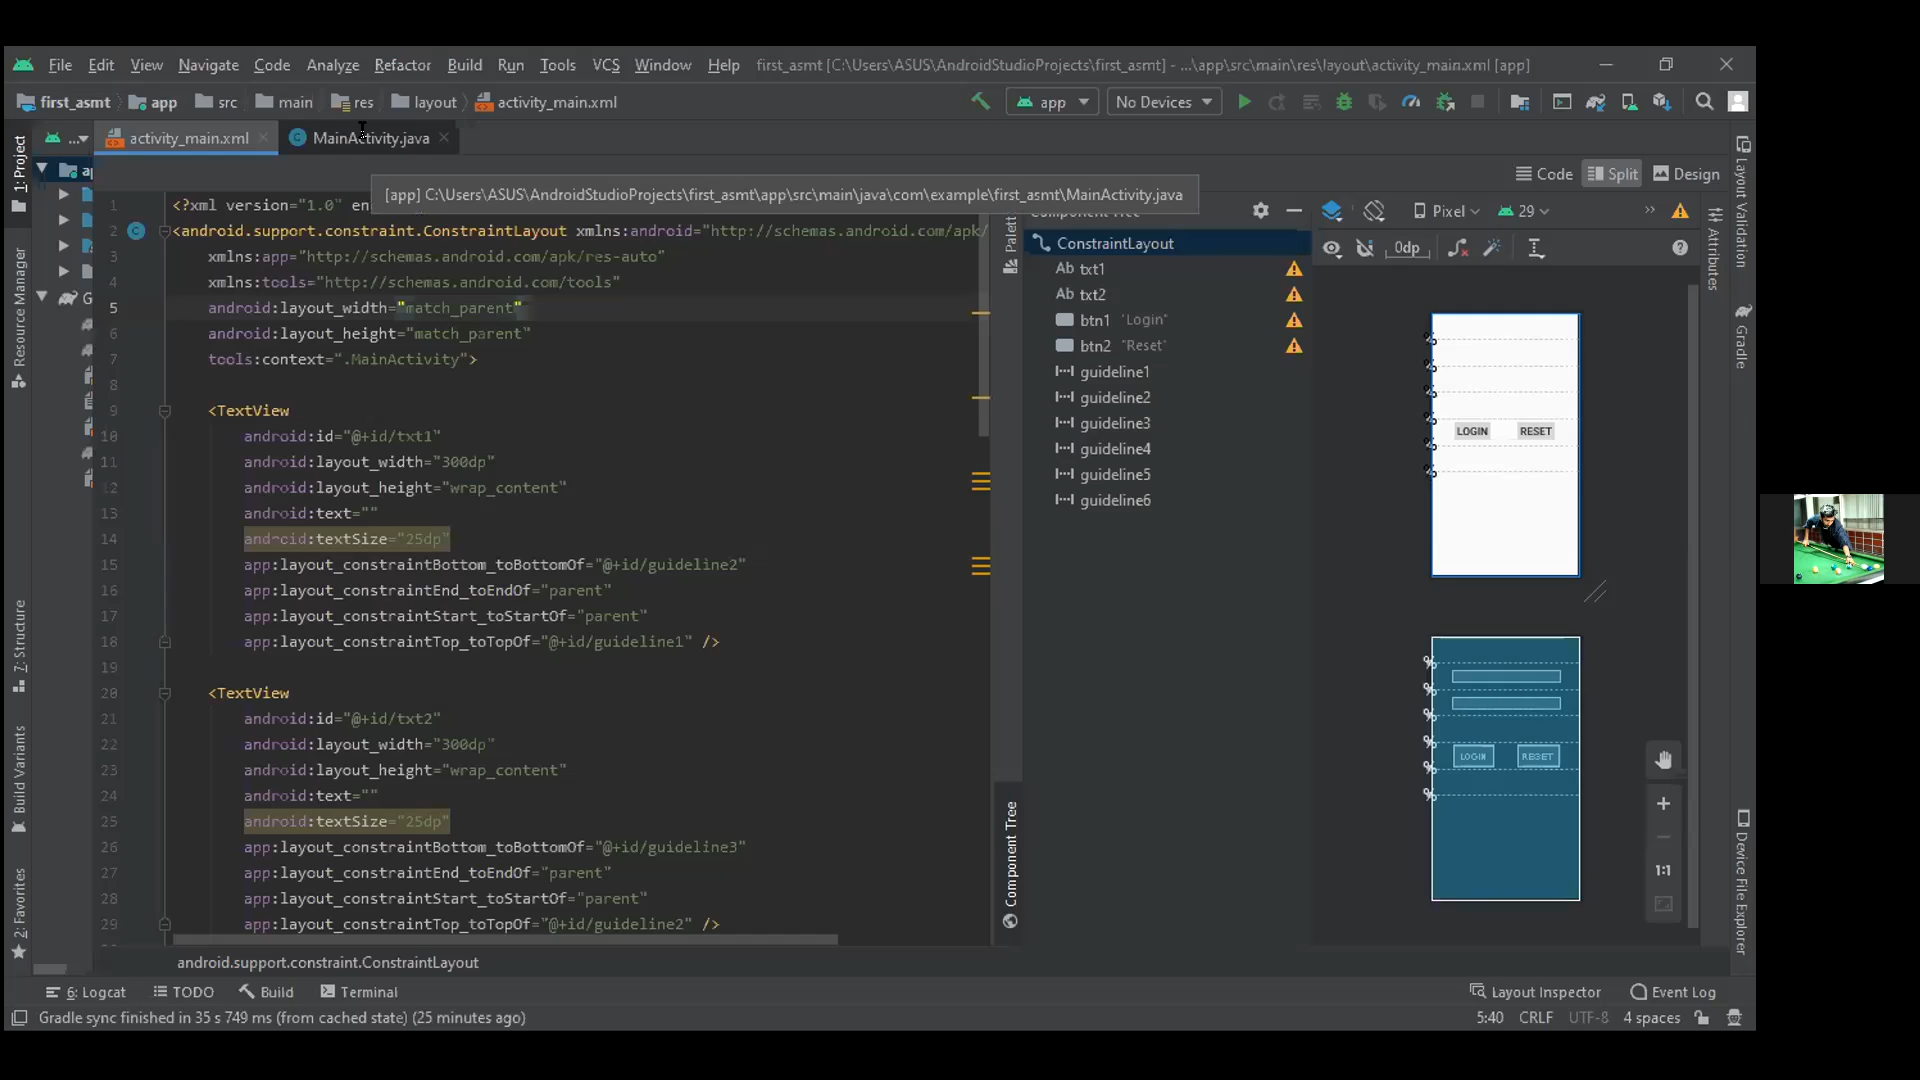 File Edit View Navigate Code Analyze Refactor Build Run Tools VCS Window Help first_asmt [C:\Users\ASUS\AndroidStudioProjects\first_asmt] - ...\app\src\main\res\layout\activity_main.xml [app]
first_asmt app src main res layout activity_main.xml app No Devices
... activity_main.xml MainActivity.java
Code Split Design
[app] C:\Users\ASUS\AndroidStudioProjects\first_asmt\app\src\main\java\com\example\first_asmt\MainActivity.java
1: Project
Resource Manager
7: Structure
Build Variants
2: Favorites
1 <?xml version="1.0" en
2 <android.support.constraint.ConstraintLayout xmlns:android="http://schemas.android.com/apk/
3 xmlns:app="http://schemas.android.com/apk/res-auto"
4 xmlns:tools="http://schemas.android.com/tools"
5 android:layout_width="match_parent"
6 android:layout_height="match_parent"
7 tools:context=".MainActivity">
8
9 <TextView
10 android:id="@+id/txt1"
11 android:layout_width="300dp"
12 android:layout_height="wrap_content"
13 android:text=""
14 android:textSize="25dp"
15 app:layout_constraintBottom_toBottomOf="@+id/guideline2"
16 app:layout_constraintEnd_toEndOf="parent"
17 app:layout_constraintStart_toStartOf="parent"
18 app:layout_constraintTop_toTopOf="@+id/guideline1" />
19
20 <TextView
21 android:id="@+id/txt2"
22 android:layout_width="300dp"
23 android:layout_height="wrap_content"
24 android:text=""
25 android:textSize="25dp"
26 app:layout_constraintBottom_toBottomOf="@+id/guideline3"
27 app:layout_constraintEnd_toEndOf="parent"
28 app:layout_constraintStart_toStartOf="parent"
29 app:layout_constraintTop_toTopOf="@+id/guideline2" />
android.support.constraint.ConstraintLayout
Component Tree
ConstraintLayout
Ab txt1
Ab txt2
btn1 "Login"
btn2 "Reset"
guideline1
guideline2
guideline3
guideline4
guideline5
guideline6
Pixel 29
0dp
LOGIN RESET
LOGIN RESET
1:1
Layout Validation
Attributes
Gradle
Device File Explorer
6: Logcat TODO Build Terminal Layout Inspector Event Log
Gradle sync finished in 35 s 749 ms (from cached state) (25 minutes ago) 5:40 CRLF UTF-8 4 spaces